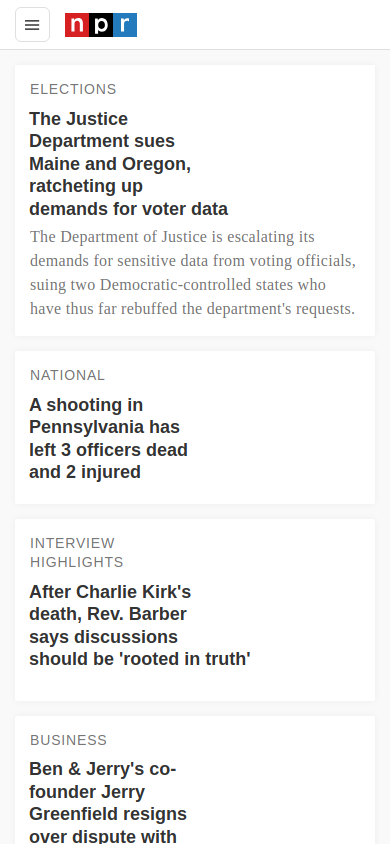 npr
ELECTIONS
The Justice
Department sues
Maine and Oregon,
ratcheting up
demands for voter data
The Department of Justice is escalating its
demands for sensitive data from voting officials,
suing two Democratic-controlled states who
have thus far rebuffed the department's requests.
NATIONAL
A shooting in
Pennsylvania has
left 3 officers dead
and 2 injured
INTERVIEW
HIGHLIGHTS
After Charlie Kirk's
death, Rev. Barber
says discussions
should be 'rooted in truth'
BUSINESS
Ben & Jerry's co-
founder Jerry
Greenfield resigns
over dispute with